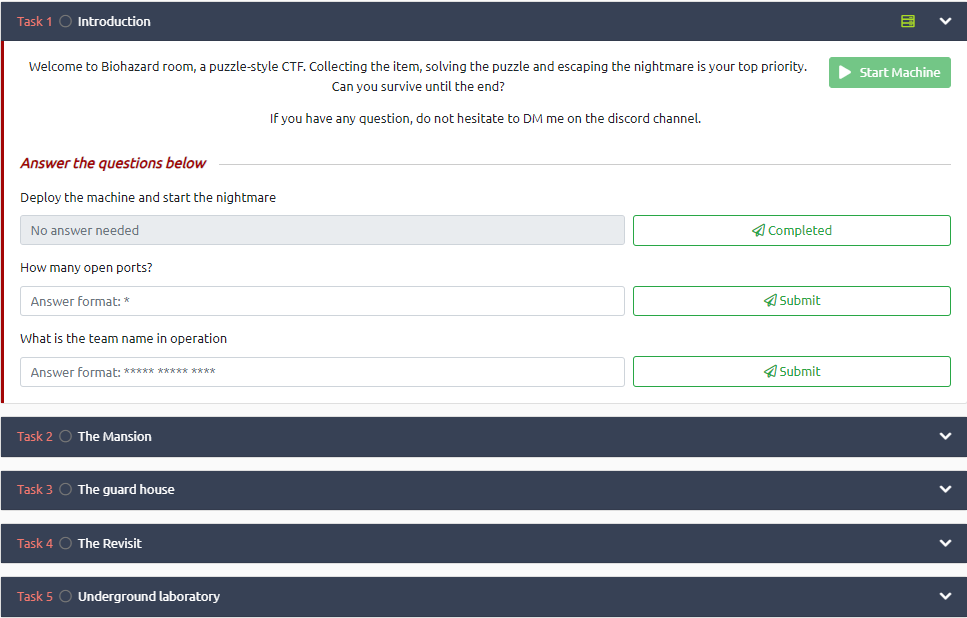 Task 1 Introduction
Welcome to Biohazard room, a puzzle-style CTF. Collecting the item, solving the puzzle and escaping the nightmare is your top priority.
Can you survive until the end?
Start Machine
If you have any question, do not hesitate to DM me on the discord channel.
Answer the questions below
Deploy the machine and start the nightmare
No answer needed
Completed
How many open ports?
Answer format: *
Submit
What is the team name in operation
Answer format: ***** ***** ****
Submit
Task 2 The Mansion
Task 3 The guard house
Task 4 The Revisit
Task 5 Underground laboratory